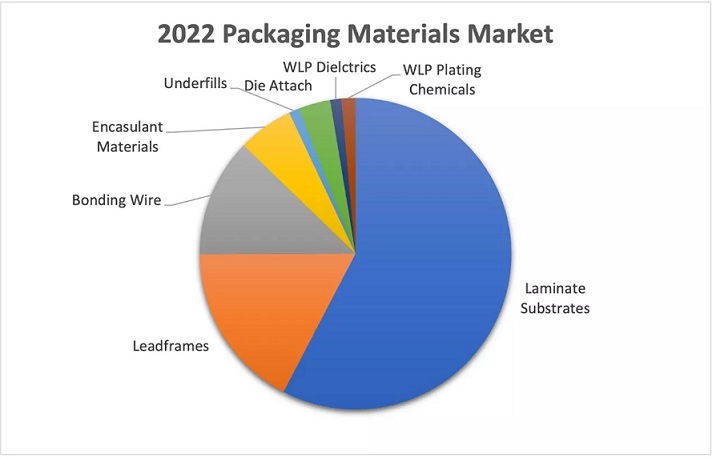 2022 Packaging Materials Market
WLP Dielctrics
WLP Plating
Chemicals
Underfills
Die Attach
Encasulant
Materials
Bonding Wire
Laminate
Substrates
Leadframes